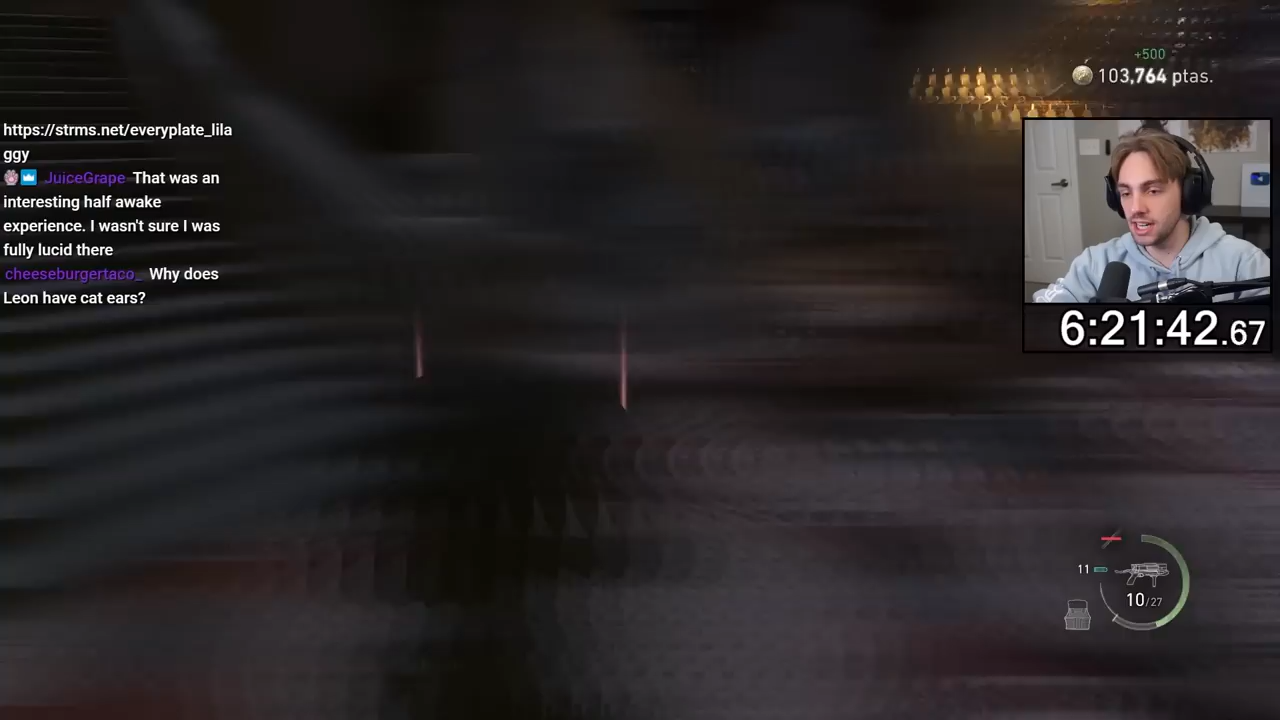 +500
103,764 ptas.
https://strms.net/everyplate_lila
ggy
JuiceGrape That was an
interesting half awake
experience. I wasn't sure I was
fully lucid there
cheeseburgertaco_ Why does
Leon have cat ears?
6:21:42.67
11
10/27